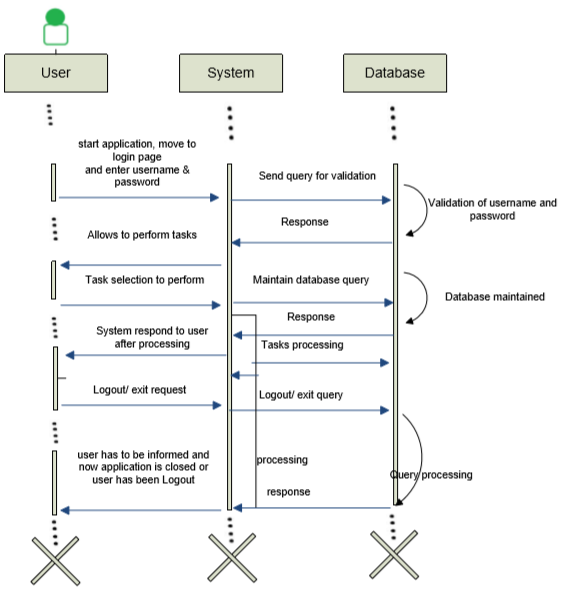 User
System
Database
start application, move to
login page
and enter username &
password
Send query for validation
Validation of username and
password
Response
Allows to perform tasks
Task selection to perform
Maintain database query
Database maintained
Response
System respond to user
after processing
Tasks processing
Logout/ exit request
Logout/ exit query
user has to be informed and
now application is closed or
user has been Logout
processing
Query processing
response